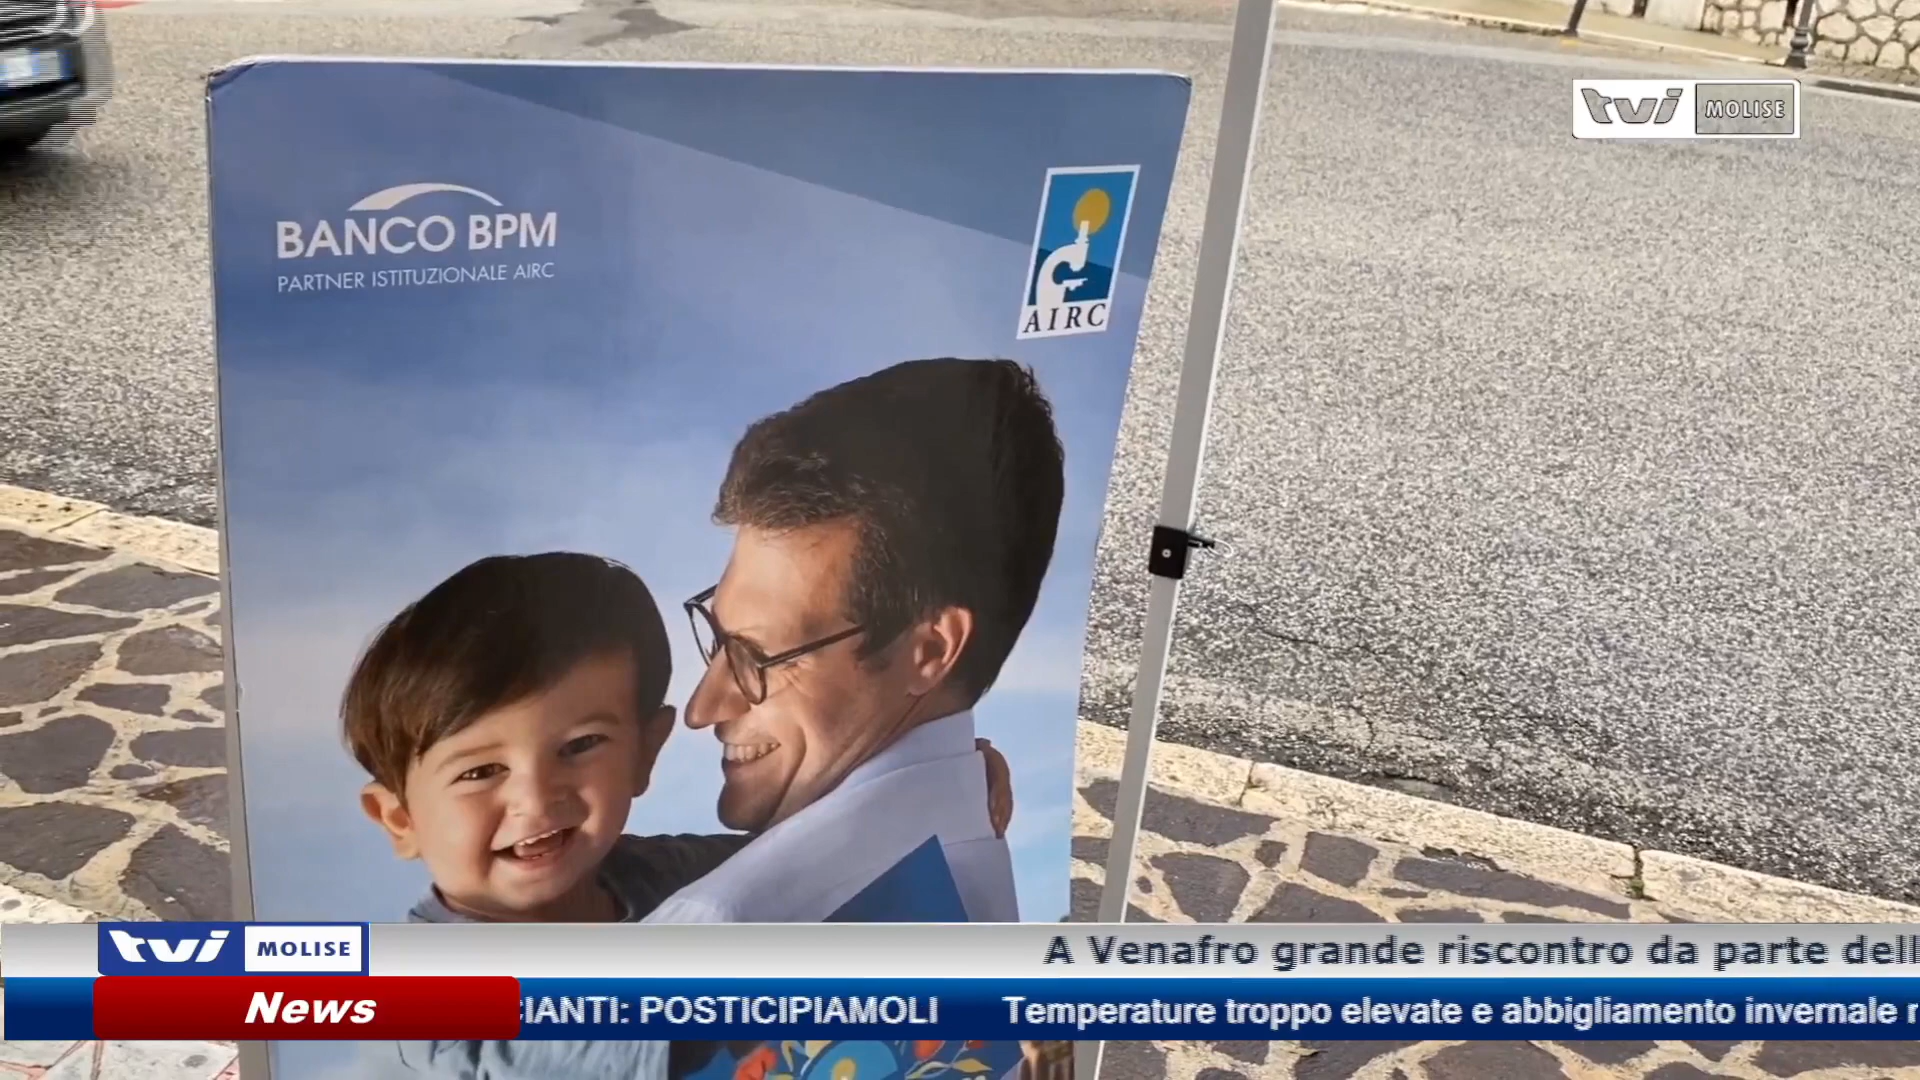 BANCO BPM
PARTNER ISTITUZIONALE AIRC
AIRC
tvi MOLISE
tvi MOLISE
A Venafro grande riscontro da parte dell
News
CIANTI: POSTICIPIAMOLI Temperature troppo elevate e abbigliamento invernale